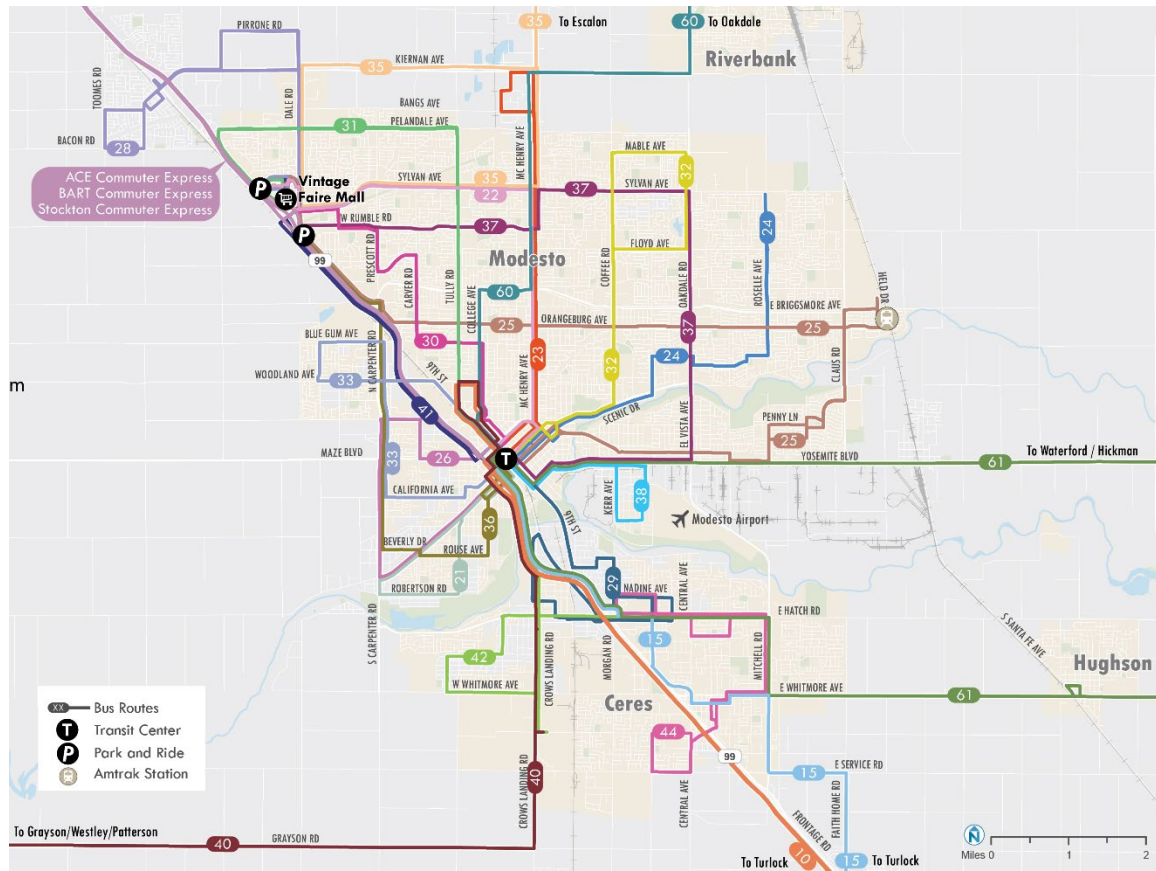 PIRRONE RD
35
To Escalon
60
To Oakdale
Riverbank
TOOMES RD
KIERNAN AVE
35
DALE RD
BANGS AVE
MC HENRY AVE
31
PELANDALE AVE
BACON RD
28
MABLE AVE
32
ACE Commuter Express
BART Commuter Express
Stockton Commuter Express
P
Vintage
Faire Mall
SYLVAN AVE
35
22
37
SYLVAN AVE
W RUMBLE RD
37
P
99
PRESCOTT RD
Modesto
24
COFFEE RD
FLOYD AVE
OAKDALE RD
ROSELLE AVE
HELD DR
CARVER RD
TULLY RD
COLLEGE AVE
60
E BRIGGSMORE AVE
25
ORANGEBURG AVE
37
25
BLUE GUM AVE
N CARPENTER RD
30
23
MC HENRY AVE
32
24
CLAUS RD
WOODLAND AVE
33
9TH ST
41
SCENIC DR
EL VISTA AVE
PENNY LN
25
m
MAZE BLVD
33
26
T
YOSEMITE BLVD
61
To Waterford / Hickman
CALIFORNIA AVE
KERR AVE
38
36
9TH ST
Modesto Airport
BEVERLY DR
ROUSE AVE
21
ROBERTSON RD
29
NADINE AVE
CENTRAL AVE
E HATCH RD
S CARPENTER RD
S SANTA FE AVE
15
42
CROWS LANDING RD
MORGAN RD
MITCHELL RD
Hughson
W WHITMORE AVE
E WHITMORE AVE
61
Ceres
44
XX
Bus Routes
T
Transit Center
P
Park and Ride
Amtrak Station
99
15
E SERVICE RD
CROWS LANDING RD
40
CENTRAL AVE
FAITH HOME RD
FRONTAGE RD
To Grayson/Westley/Patterson
40
GRAYSON RD
To Turlock
10
15
To Turlock
N
Miles 0 1 2